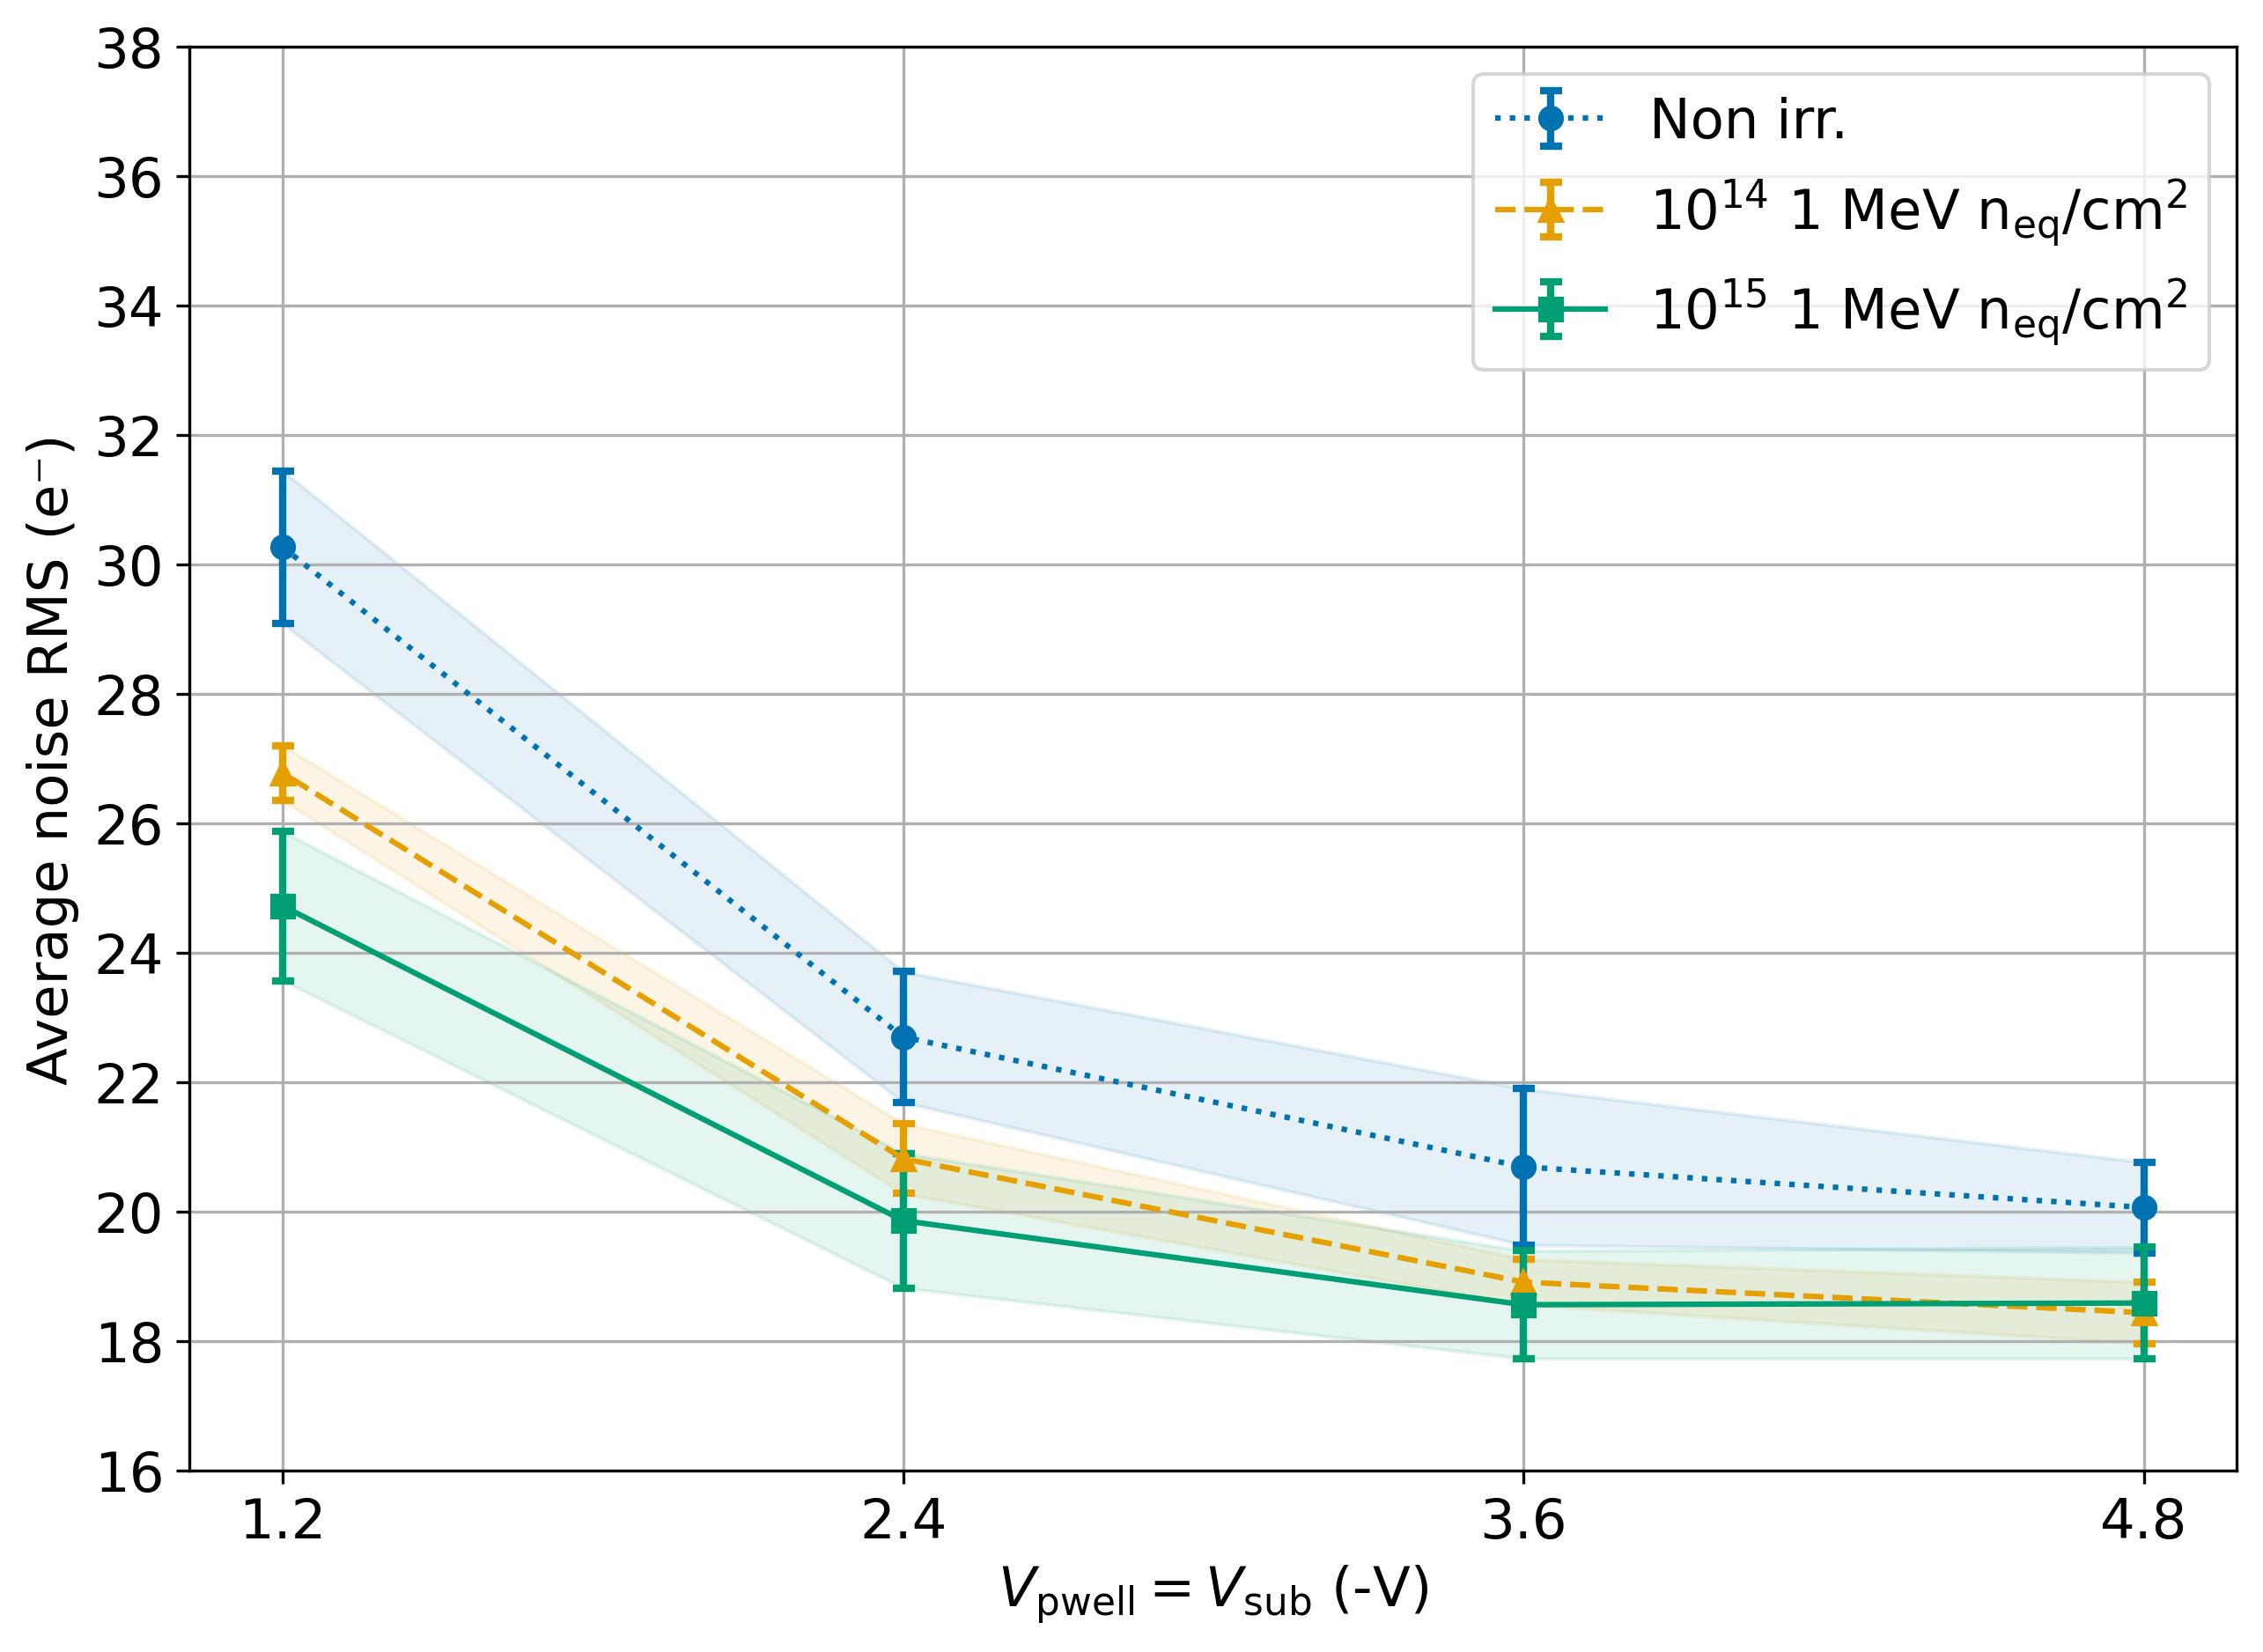 38
36
34
32
30
28
26
24
22
20
18
16
Average noise RMS (e⁻)
Non irr.
10¹⁴ 1 MeV n_eq/cm²
10¹⁵ 1 MeV n_eq/cm²
1.2 2.4 3.6 4.8
V_pwell = V_sub (-V)